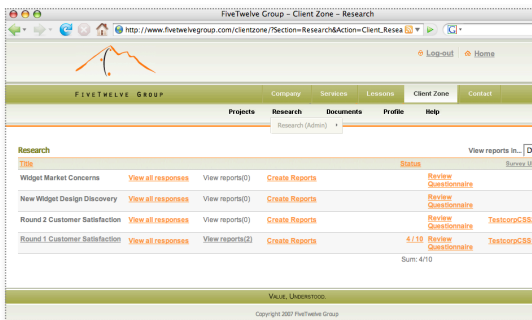 FiveTwelve Group – Client Zone – Research
http://www.fivetwelvegroup.com/clientzone/?Section=Research&Action=Client_Resea
G
Log-out Home
FIVETWELVE GROUP Company Services Lessons Client Zone Contact
Projects Research Documents Profile Help
Research (Admin)
Research View reports in... D
Title Status Survey U
Widget Market Concerns View all responses View reports(0) Create Reports Review
Questionnaire
New Widget Design Discovery View all responses View reports(0) Create Reports Review
Questionnaire
Round 2 Customer Satisfaction View all responses View reports(0) Create Reports Review TestcorpCSS
Questionnaire
Round 1 Customer Satisfaction View all responses View reports(2) Create Reports 4 / 10 Review TestcorpCSS
Questionnaire
Sum: 4/10
VALUE, UNDERSTOOD.
Copyright 2007 FiveTwelve Group